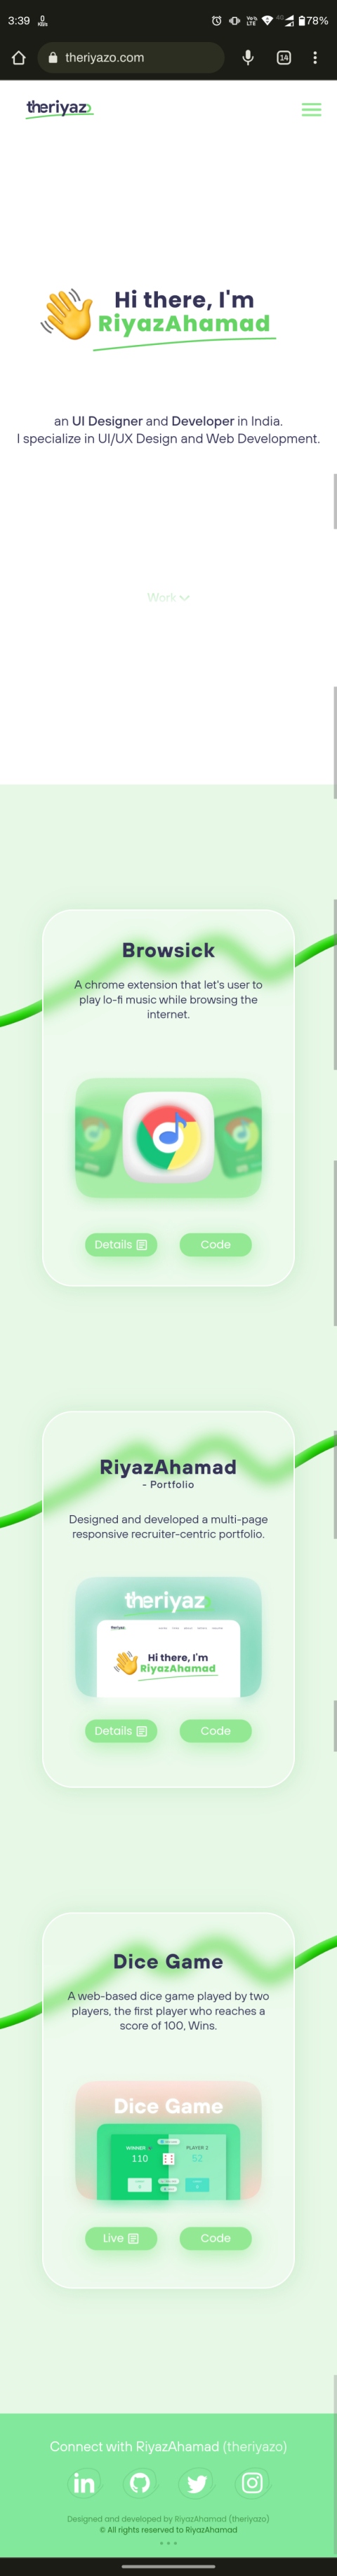 3:39
78%
theriyazo.com
14
theriyazo
Hi there, I'm
RiyazAhamad
an UI Designer and Developer in India.
I specialize in UI/UX Design and Web Development.
Work
Browsick
A chrome extension that let's user to
play lo-fi music while browsing the
internet.
Details
Code
RiyazAhamad
- Portfolio
Designed and developed a multi-page
responsive recruiter-centric portfolio.
theriyaz
Hi there, I'm
RiyazAhamad
Details
Code
Dice Game
A web-based dice game played by two
players, the first player who reaches a
score of 100, Wins.
Dice Game
WINNER
PLAYER 2
110
52
Live
Code
Connect with RiyazAhamad (theriyazo)
in
Designed and developed by RiyazAhamad (theriyazo)
© All rights reserved to RiyazAhamad